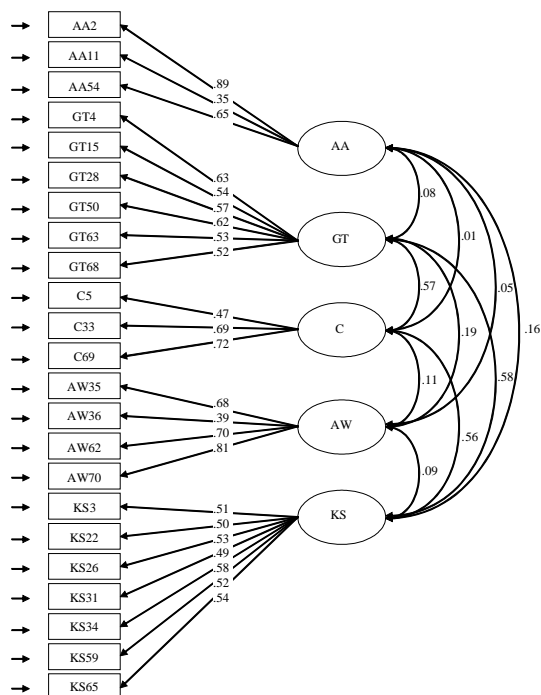 AA2
AA11
AA54
GT4
GT15
GT28
GT50
GT63
GT68
C5
C33
C69
AW35
AW36
AW62
AW70
KS3
KS22
KS26
KS31
KS34
KS59
KS65
.89
.35
.65
.63
.54
.57
.62
.53
.52
.47
.69
.72
.68
.39
.70
.81
.51
.50
.53
.49
.58
.52
.54
AA
GT
C
AW
KS
.08
.57
.11
.09
.01
.19
.56
.05
.58
.16